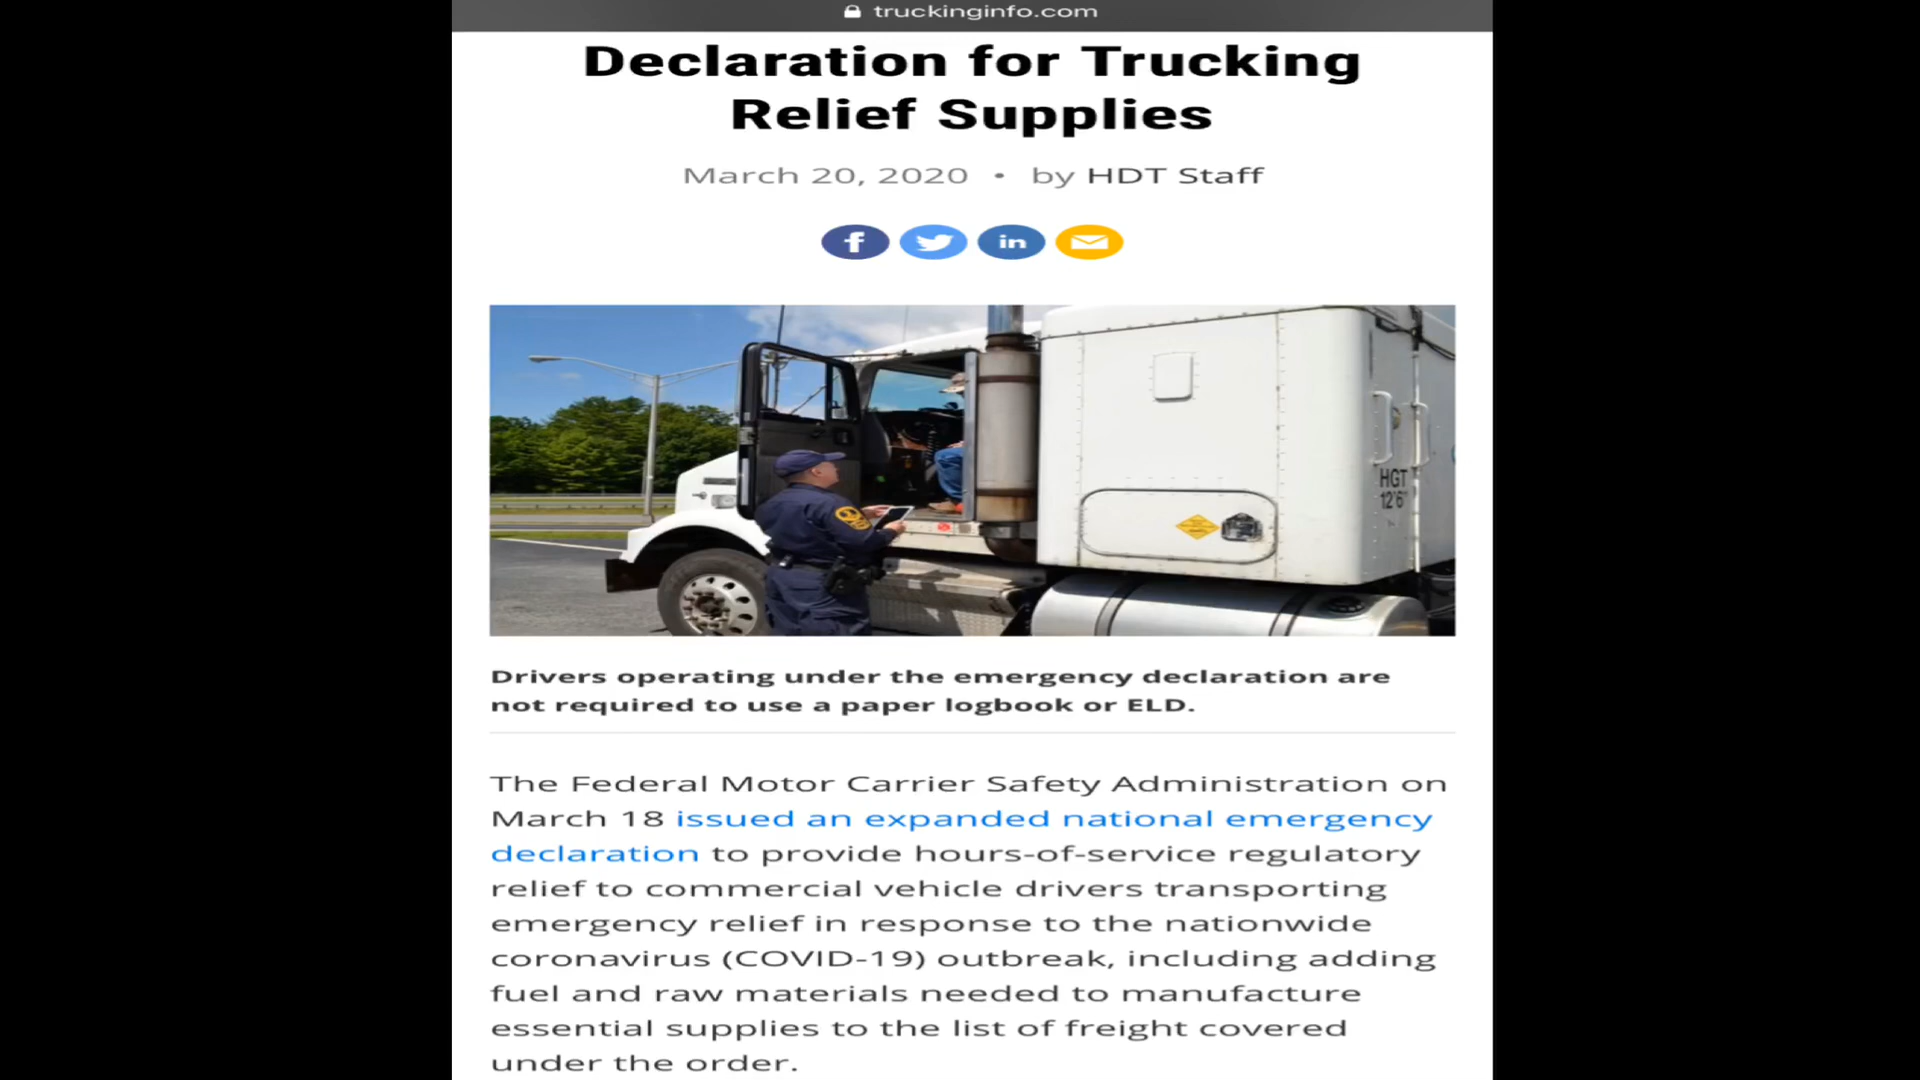 truckinginfo.com
Declaration for Trucking
Relief Supplies
March 20, 2020 • by HDT Staff
f
in
HGT
12'6"
Drivers operating under the emergency declaration are
not required to use a paper logbook or ELD.
The Federal Motor Carrier Safety Administration on
March 18 issued an expanded national emergency
declaration to provide hours-of-service regulatory
relief to commercial vehicle drivers transporting
emergency relief in response to the nationwide
coronavirus (COVID-19) outbreak, including adding
fuel and raw materials needed to manufacture
essential supplies to the list of freight covered
under the order.